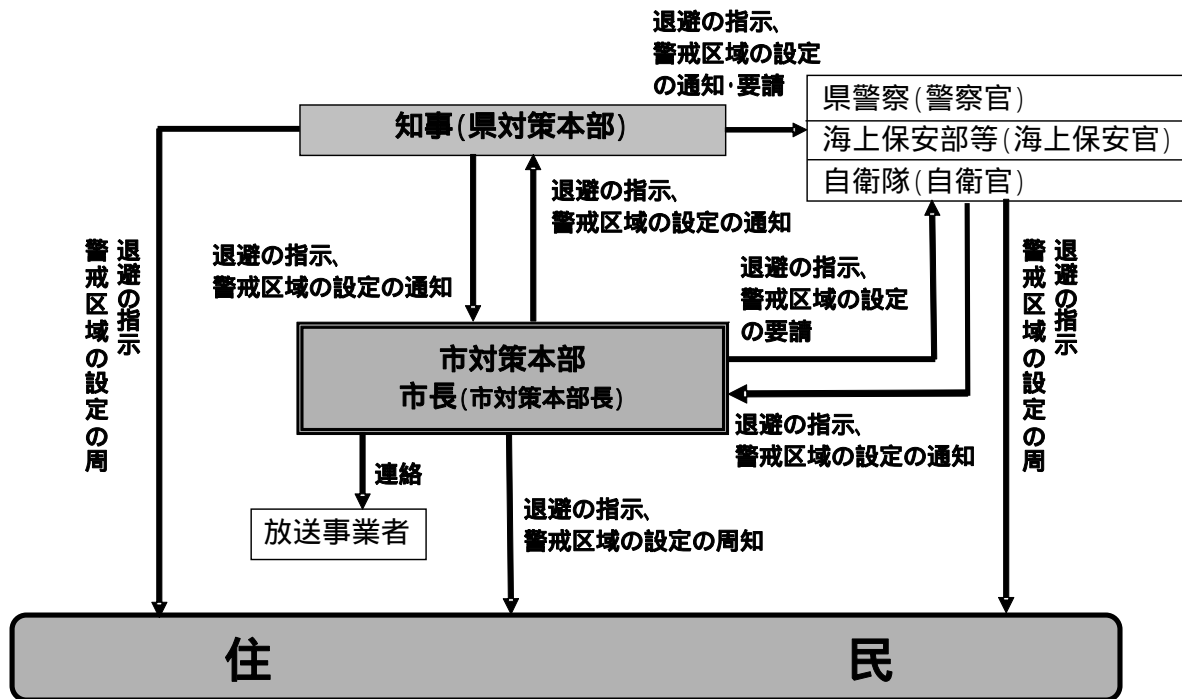 退避の指示、
警戒区域の設定
の通知・要請
県警察(警察官)
知事(県対策本部)
海上保安部等(海上保安官)
自衛隊(自衛官)
退避の指示、
警戒区域の設定の通知
退避の指示、
警戒区域の設定の通知
退避の指示、
警戒区域の設定
の要請
退避の指示
警戒区域の設定の周
退避の指示
警戒区域の設定の周
市対策本部
市長(市対策本部長)
退避の指示、
警戒区域の設定の通知
連絡
放送事業者
退避の指示、
警戒区域の設定の周知
住民